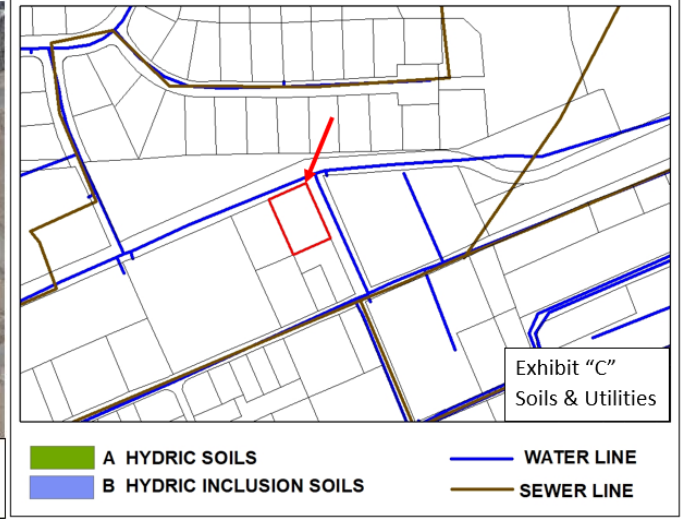 Exhibit “C”
Soils & Utilities
A HYDRIC SOILS
WATER LINE
B HYDRIC INCLUSION SOILS
SEWER LINE